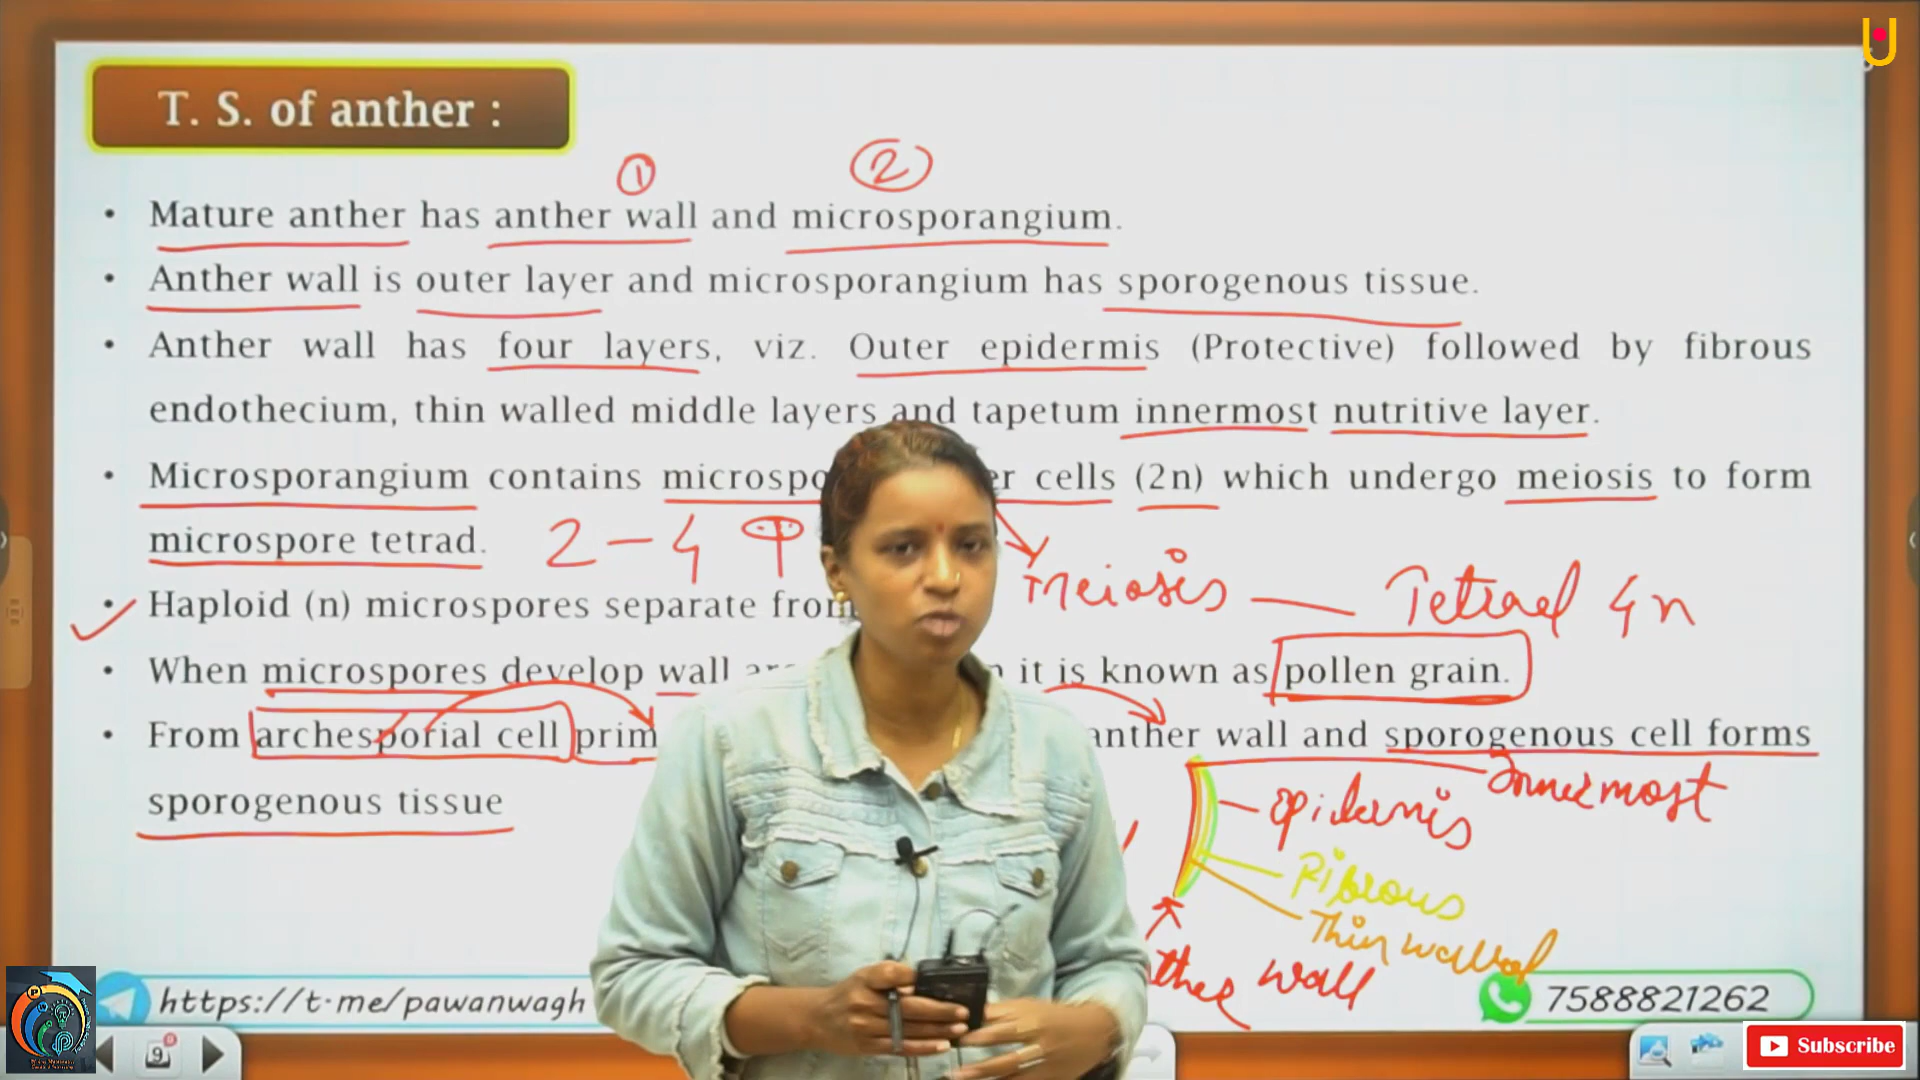 T. S. of anther :
① ②
• Mature anther has anther wall and microsporangium.
• Anther wall is outer layer and microsporangium has sporogenous tissue.
• Anther wall has four layers, viz. Outer epidermis (Protective) followed by fibrous
endothecium, thin walled middle layers and tapetum innermost nutritive layer.
• Microsporangium contains microspo r cells (2n) which undergo meiosis to form
microspore tetrad. 2 – 4
• Haploid (n) microspores separate from
Meiosis — Tetrad 4n
• When microspores develop wall it is known as pollen grain.
• From archesporial cell prim anther wall and sporogenous cell forms
sporogenous tissue
Innermost
epidermis
Fibrous
Thin walled
ther wall
https://t.me/pawanwagh
7588821262
9
Subscribe